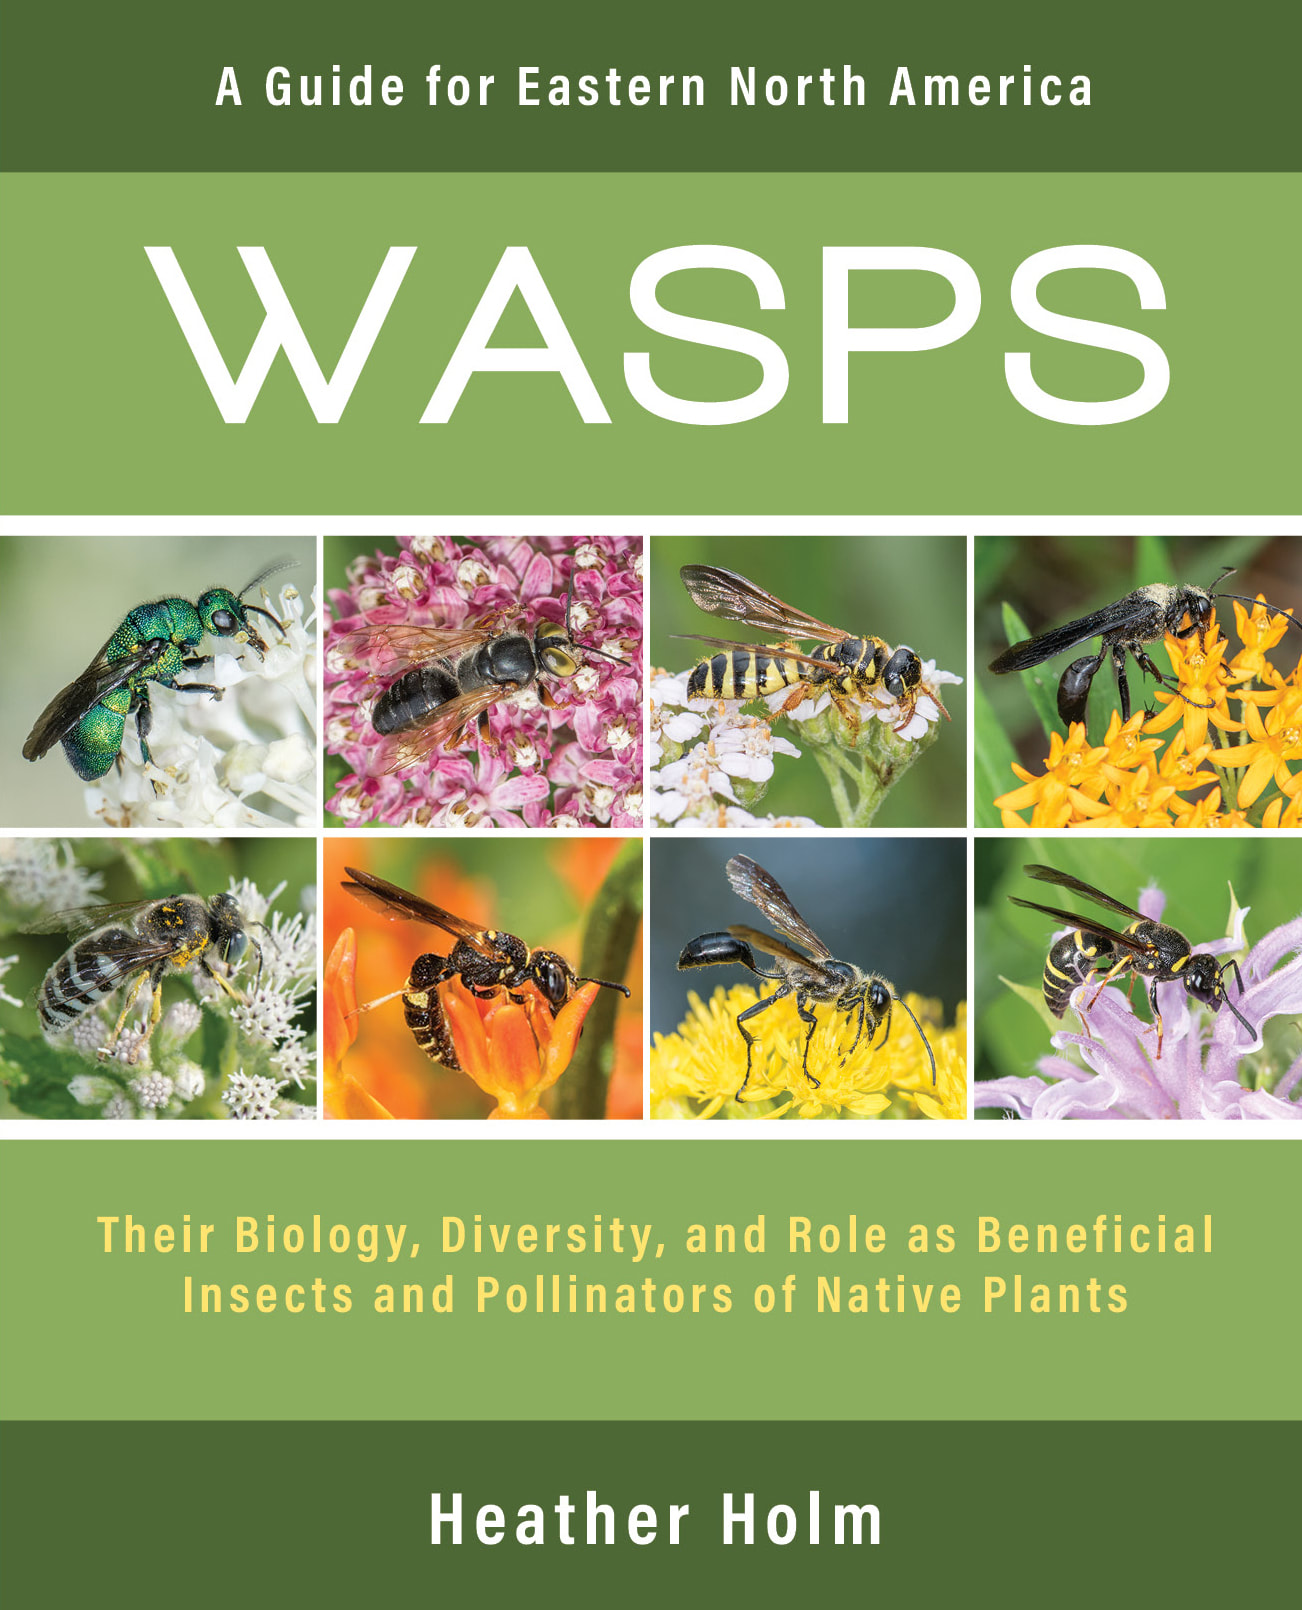 A Guide for Eastern North America
WASPS
Their Biology, Diversity, and Role as Beneficial
Insects and Pollinators of Native Plants
Heather Holm